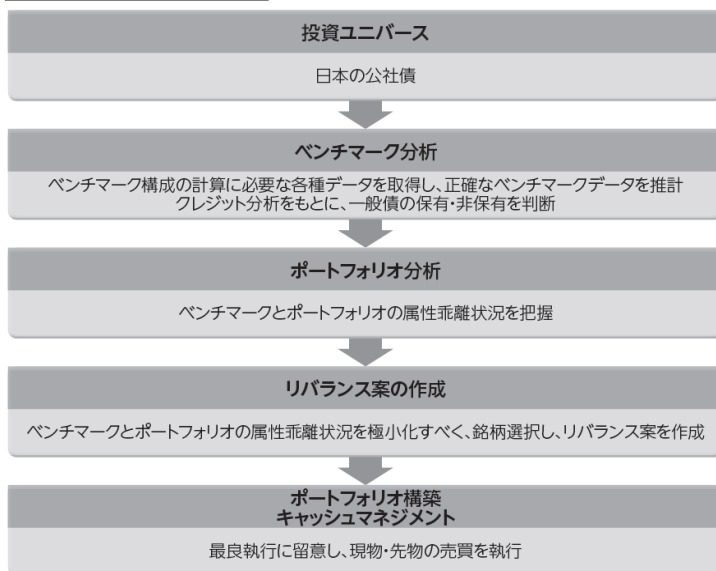 投資ユニバース
日本の公社債
ベンチマーク分析
ベンチマーク構成の計算に必要な各種データを取得し、正確なベンチマークデータを推計
クレジット分析をもとに、一般債の保有・非保有を判断
ポートフォリオ分析
ベンチマークとポートフォリオの属性乖離状況を把握
リバランス案の作成
ベンチマークとポートフォリオの属性乖離状況を極小化すべく、銘柄選択し、リバランス案を作成
ポートフォリオ構築
キャッシュマネジメント
最良執行に留意し、現物・先物の売買を執行